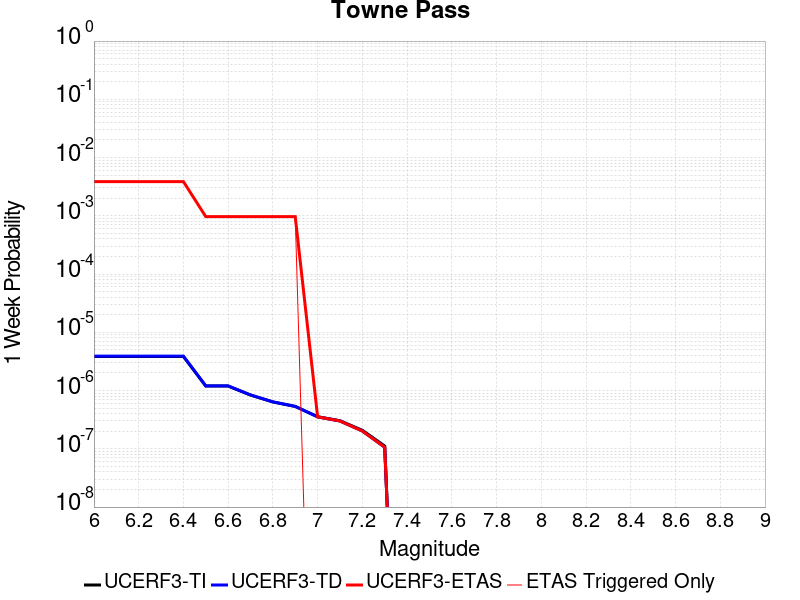 Towne Pass
10^0
10^-1
10^-2
10^-3
10^-4
10^-5
10^-6
10^-7
10^-8
1 Week Probability
6 6.2 6.4 6.6 6.8 7 7.2 7.4 7.6 7.8 8 8.2 8.4 8.6 8.8 9
Magnitude
UCERF3-TI UCERF3-TD UCERF3-ETAS ETAS Triggered Only